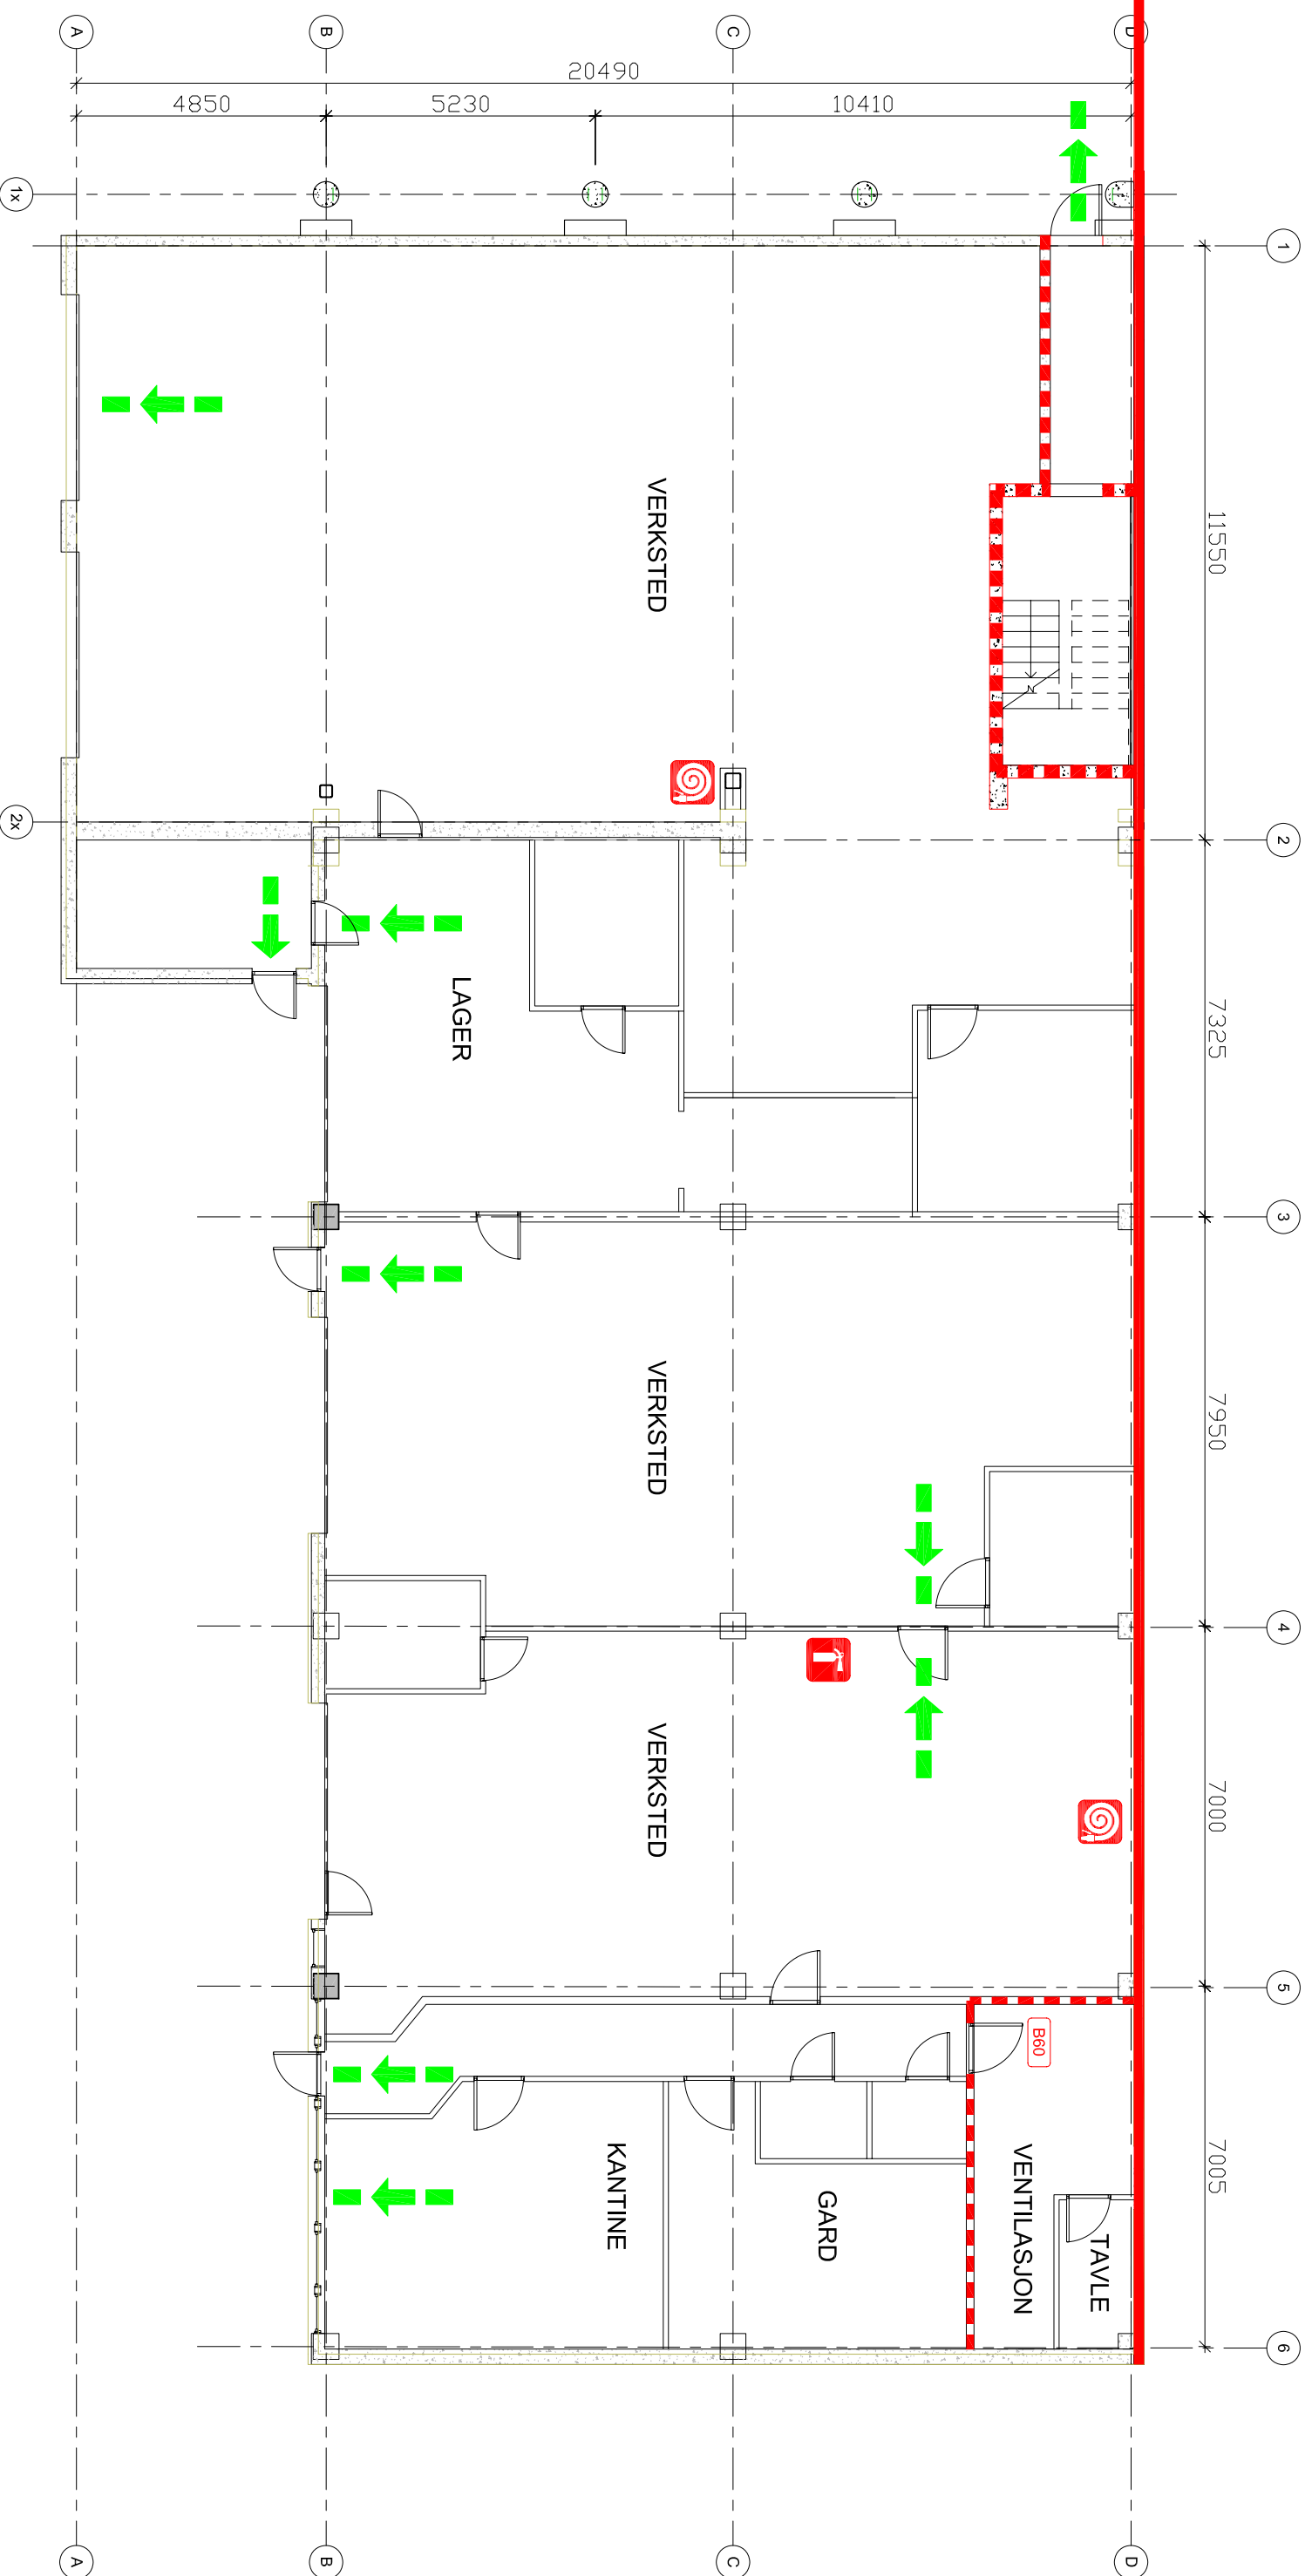 A
B
C
D
20490
4850
5230
10410
1x
1
11550
VERKSTED
2x
2
LAGER
7325
3
VERKSTED
7950
4
VERKSTED
7000
5
B60
KANTINE
GARD
VENTILASJON
TAVLE
7005
6
A
B
C
D